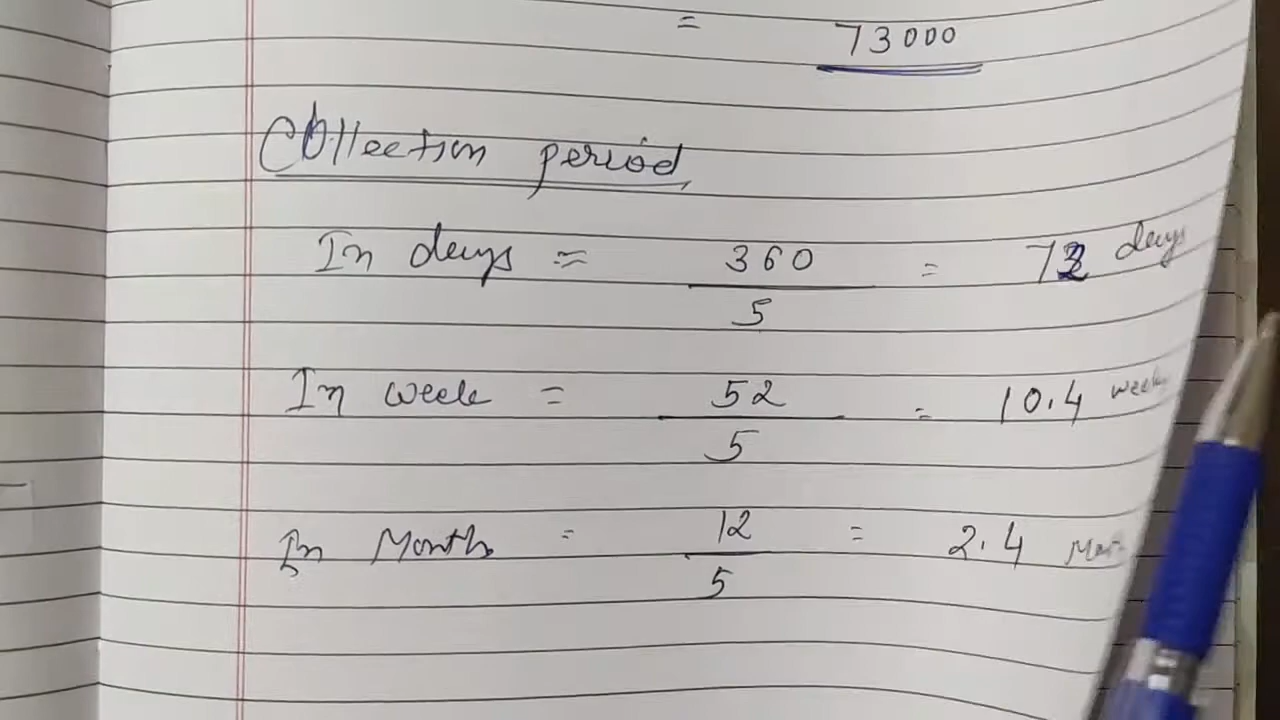 = 73000
Collection period
In days = 360 / 5 = 72 days
In week = 52 / 5 = 10.4 week
In Month = 12 / 5 = 2.4